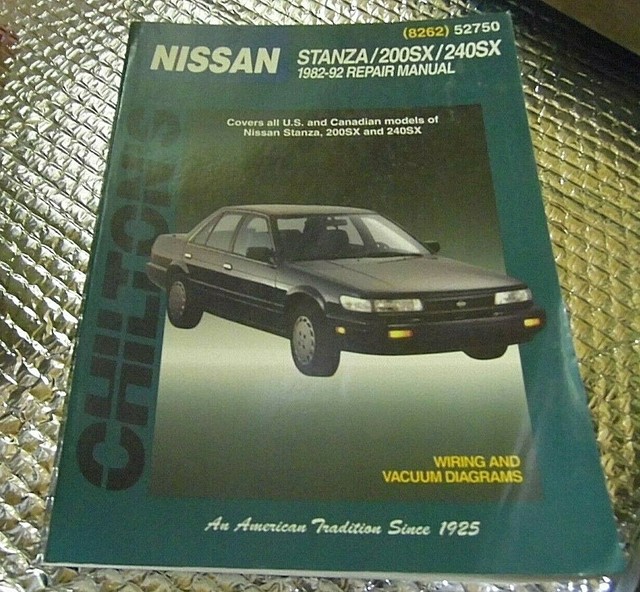 (8262) 52750
NISSAN STANZA/200SX/240SX
1982-92 REPAIR MANUAL
Covers all U.S. and Canadian models of
Nissan Stanza, 200SX and 240SX
CHILTON'S
WIRING AND
VACUUM DIAGRAMS
An American Tradition Since 1925